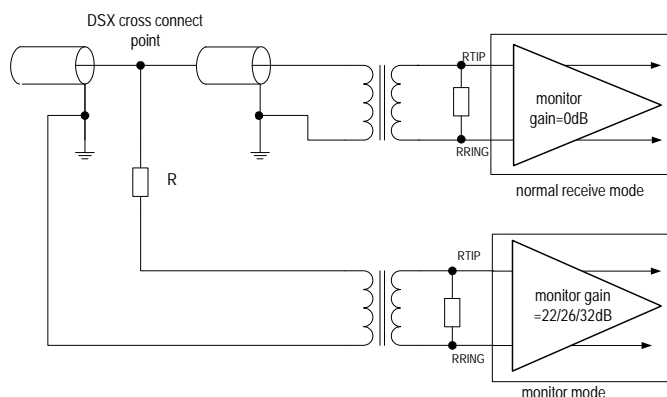 DSX cross connect
point
RTIP
monitor
gain=0dB
RRING
normal receive mode
R
RTIP
monitor gain
=22/26/32dB
RRING
monitor mode